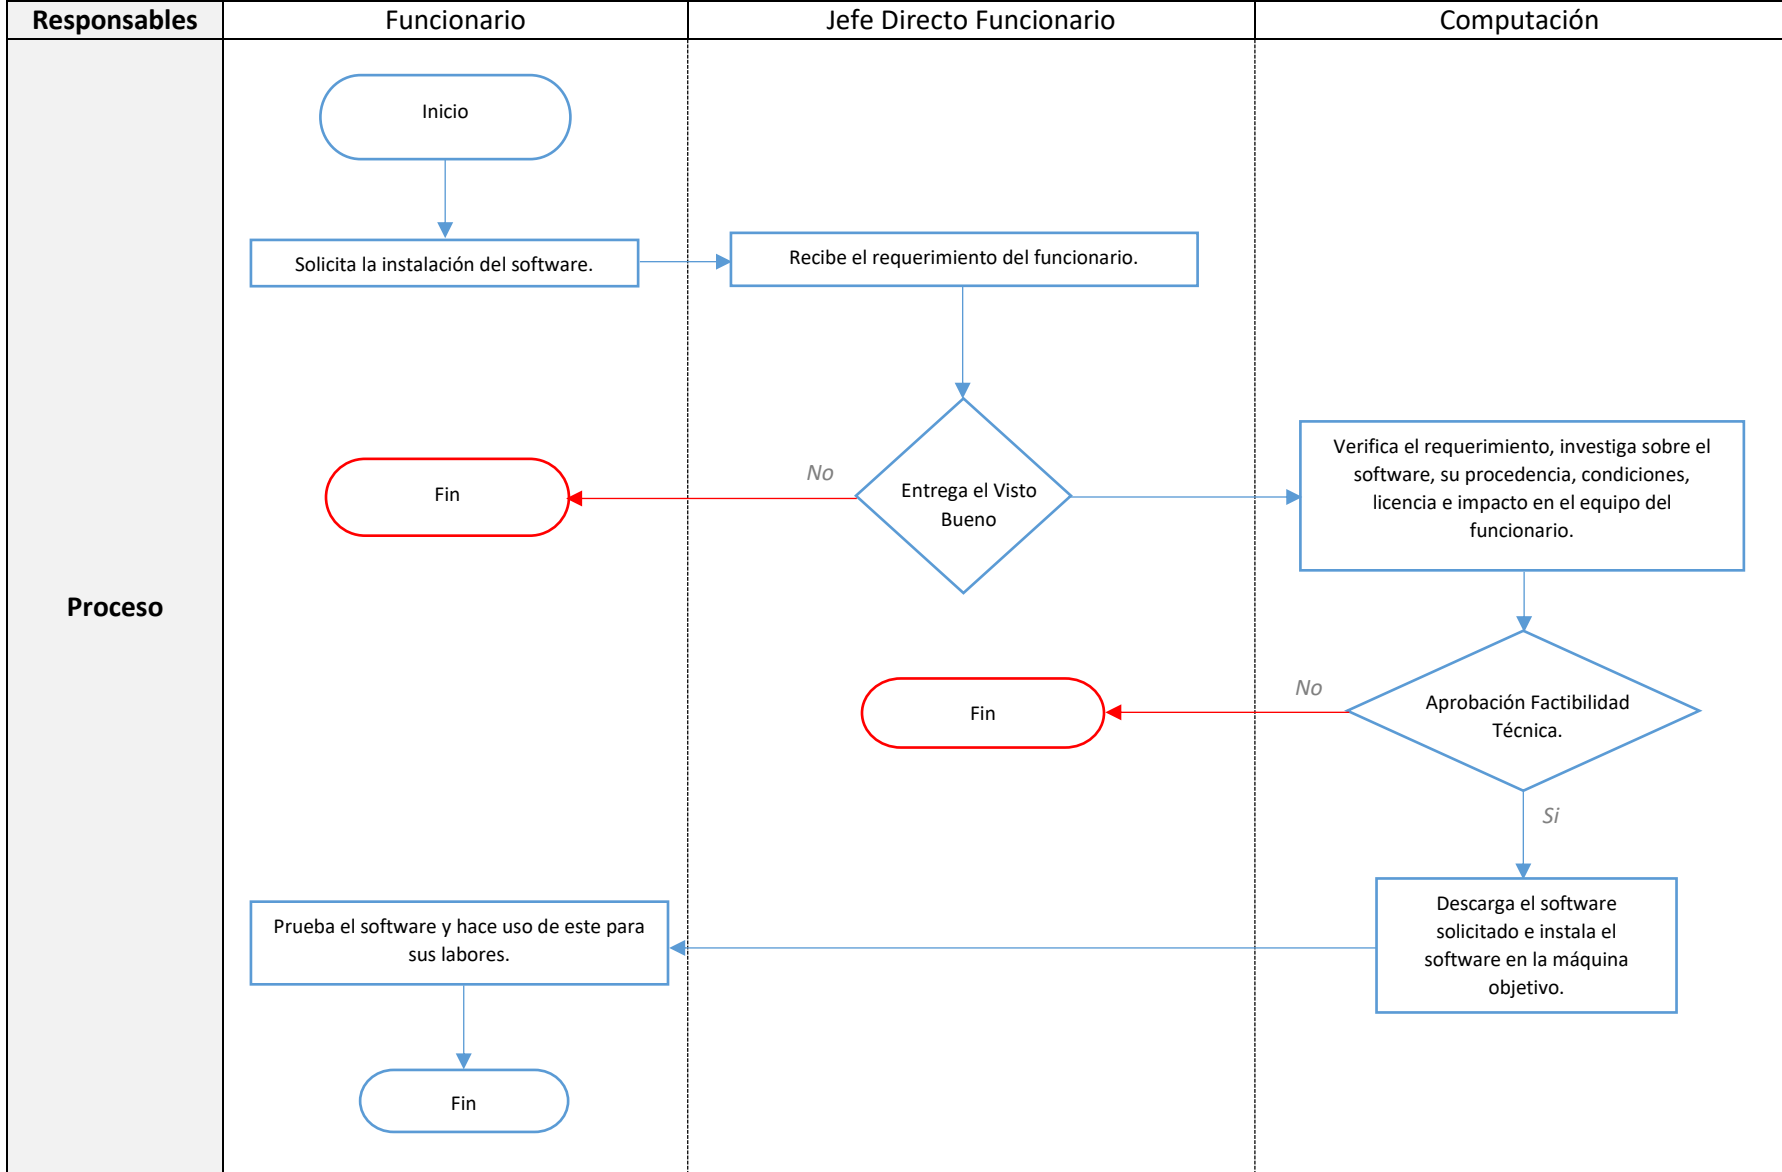 Responsables
Funcionario
Jefe Directo Funcionario
Computación
Proceso
Inicio
Solicita la instalación del software.
Recibe el requerimiento del funcionario.
Entrega el Visto
Bueno
No
Fin
Verifica el requerimiento, investiga sobre el
software, su procedencia, condiciones,
licencia e impacto en el equipo del
funcionario.
Aprobación Factibilidad
Técnica.
No
Fin
Si
Descarga el software
solicitado e instala el
software en la máquina
objetivo.
Prueba el software y hace uso de este para
sus labores.
Fin